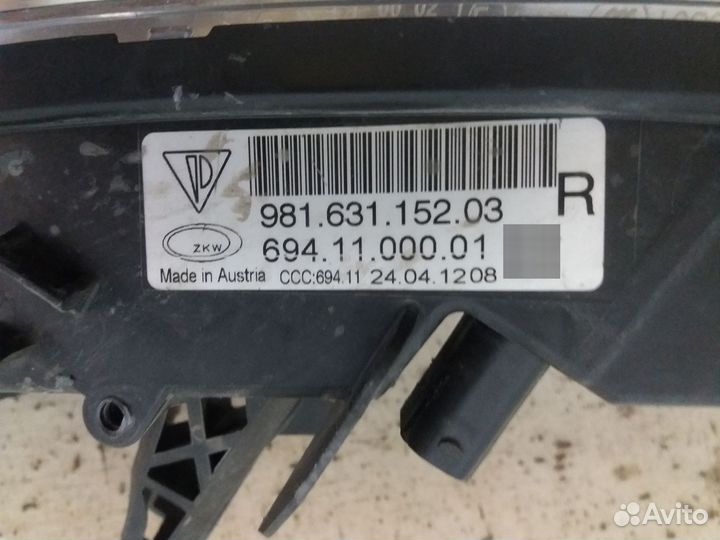 981.631.152.03
R
ZKW
694.11.000.01
Made in Austria CCC:694.11 24.04.1208
Avito